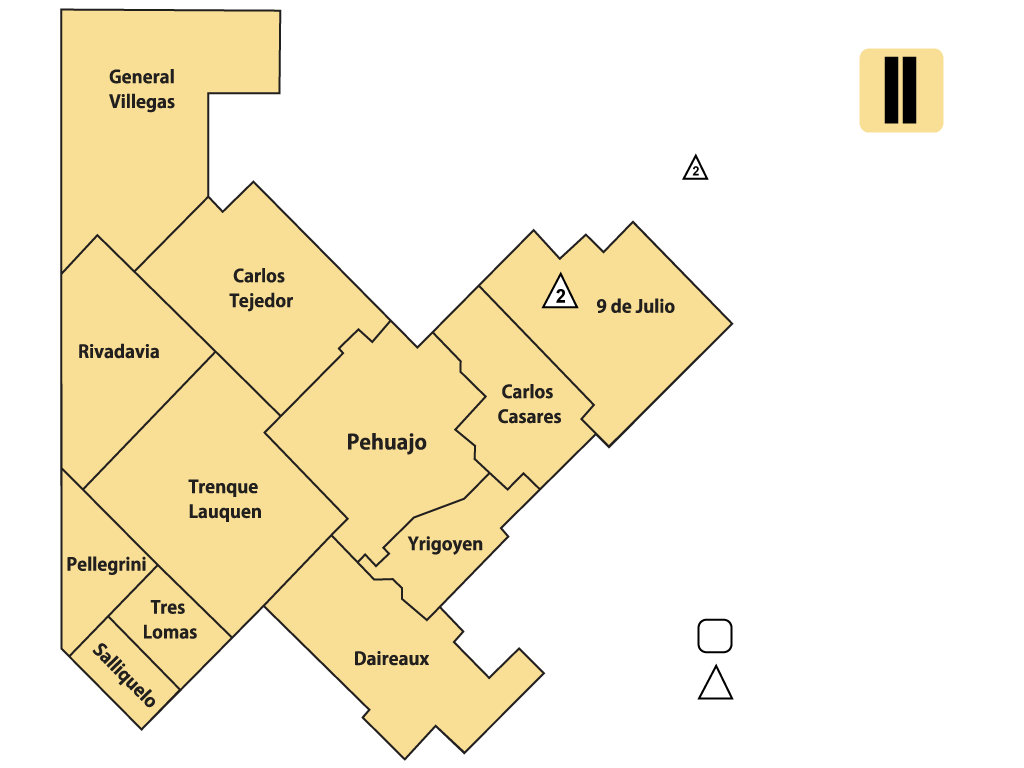 General
Villegas
II
2
Carlos
Tejedor
2
9 de Julio
Rivadavia
Carlos
Casares
Pehuajo
Trenque
Lauquen
Yrigoyen
Pellegrini
Tres
Lomas
Daireaux
Salliquelo